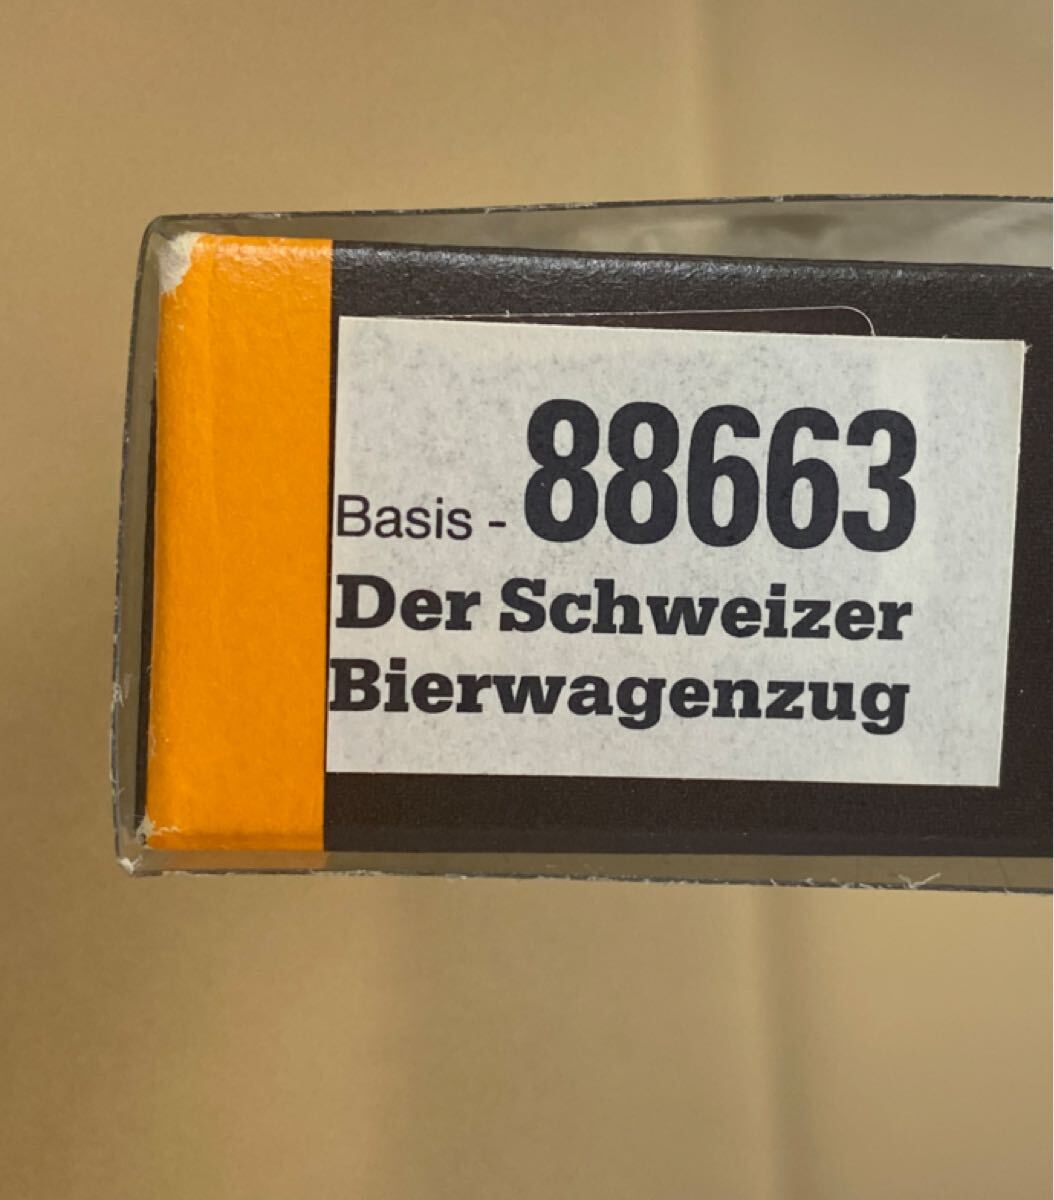 Basis - 88663
Der Schweizer
Bierwagenzug